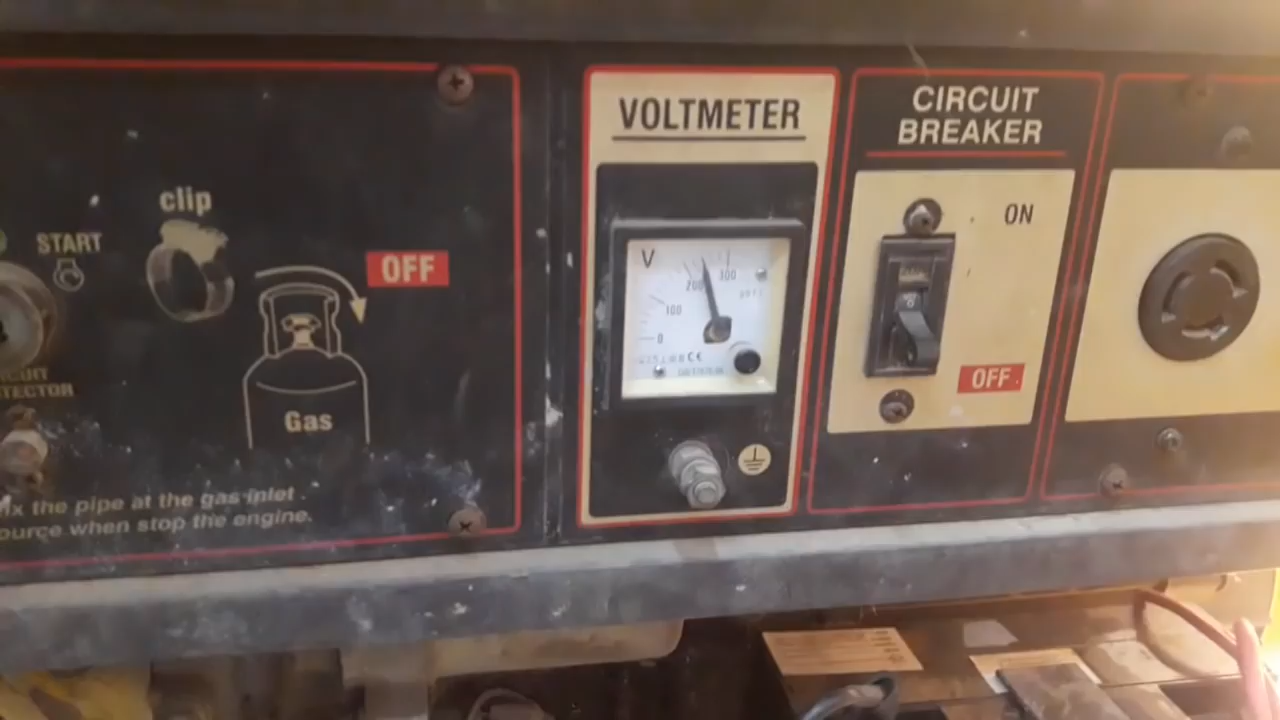 START
clip
OFF
Gas
the pipe at the gas inlet
when stop the engine.
VOLTMETER
V
0
100
200
300
CE
CIRCUIT
BREAKER
ON
OFF